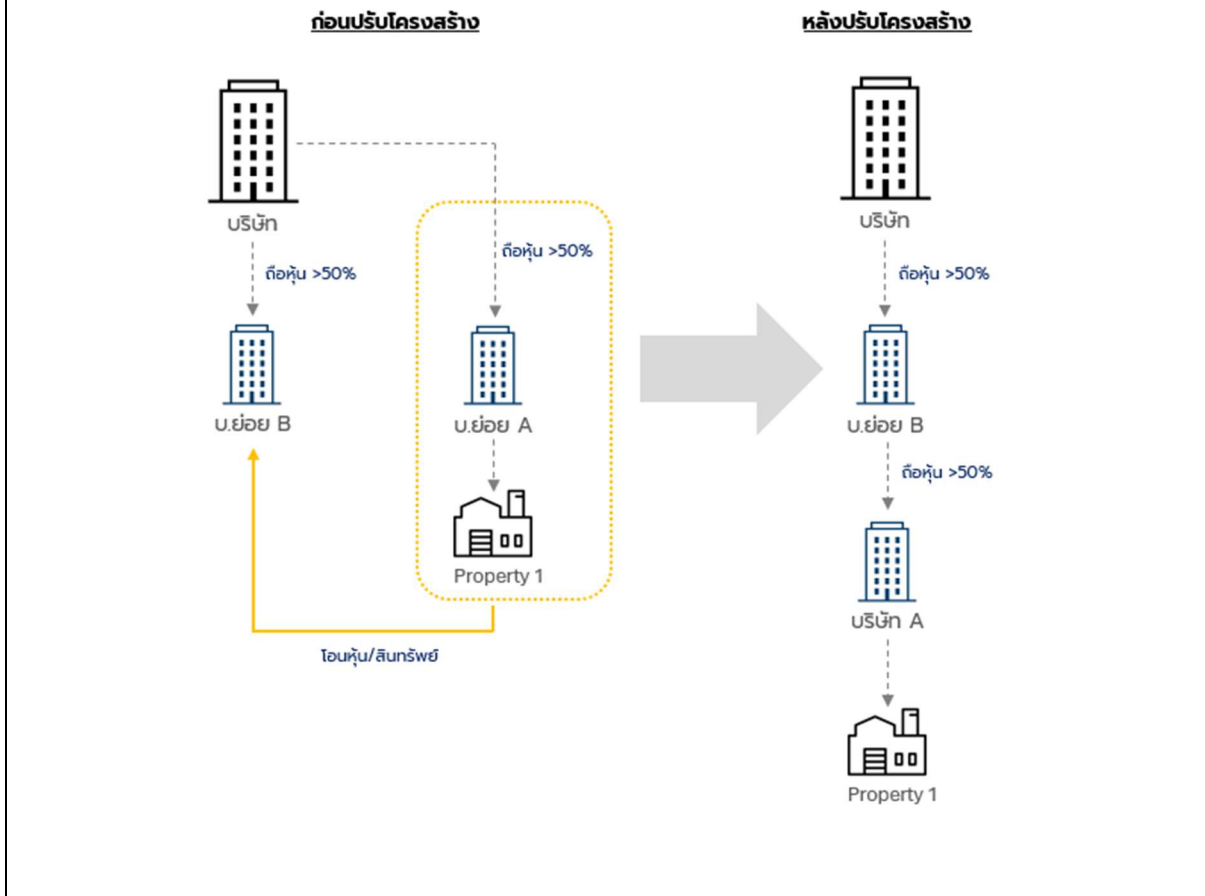 ก่อนปรับโครงสร้าง
หลังปรับโครงสร้าง
บริษัท
ถือหุ้น >50%
ถือหุ้น >50%
บ.ย่อย B
บ.ย่อย A
Property 1
โอนหุ้น/สินทรัพย์
บริษัท
ถือหุ้น >50%
บ.ย่อย B
ถือหุ้น >50%
บริษัท A
Property 1